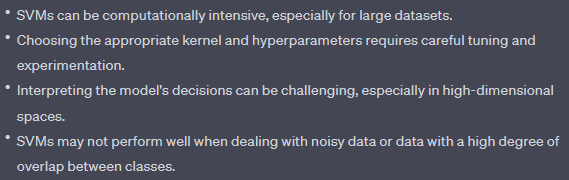 • SVMs can be computationally intensive, especially for large datasets.
• Choosing the appropriate kernel and hyperparameters requires careful tuning and
experimentation.
• Interpreting the model's decisions can be challenging, especially in high-dimensional
spaces.
• SVMs may not perform well when dealing with noisy data or data with a high degree of
overlap between classes.